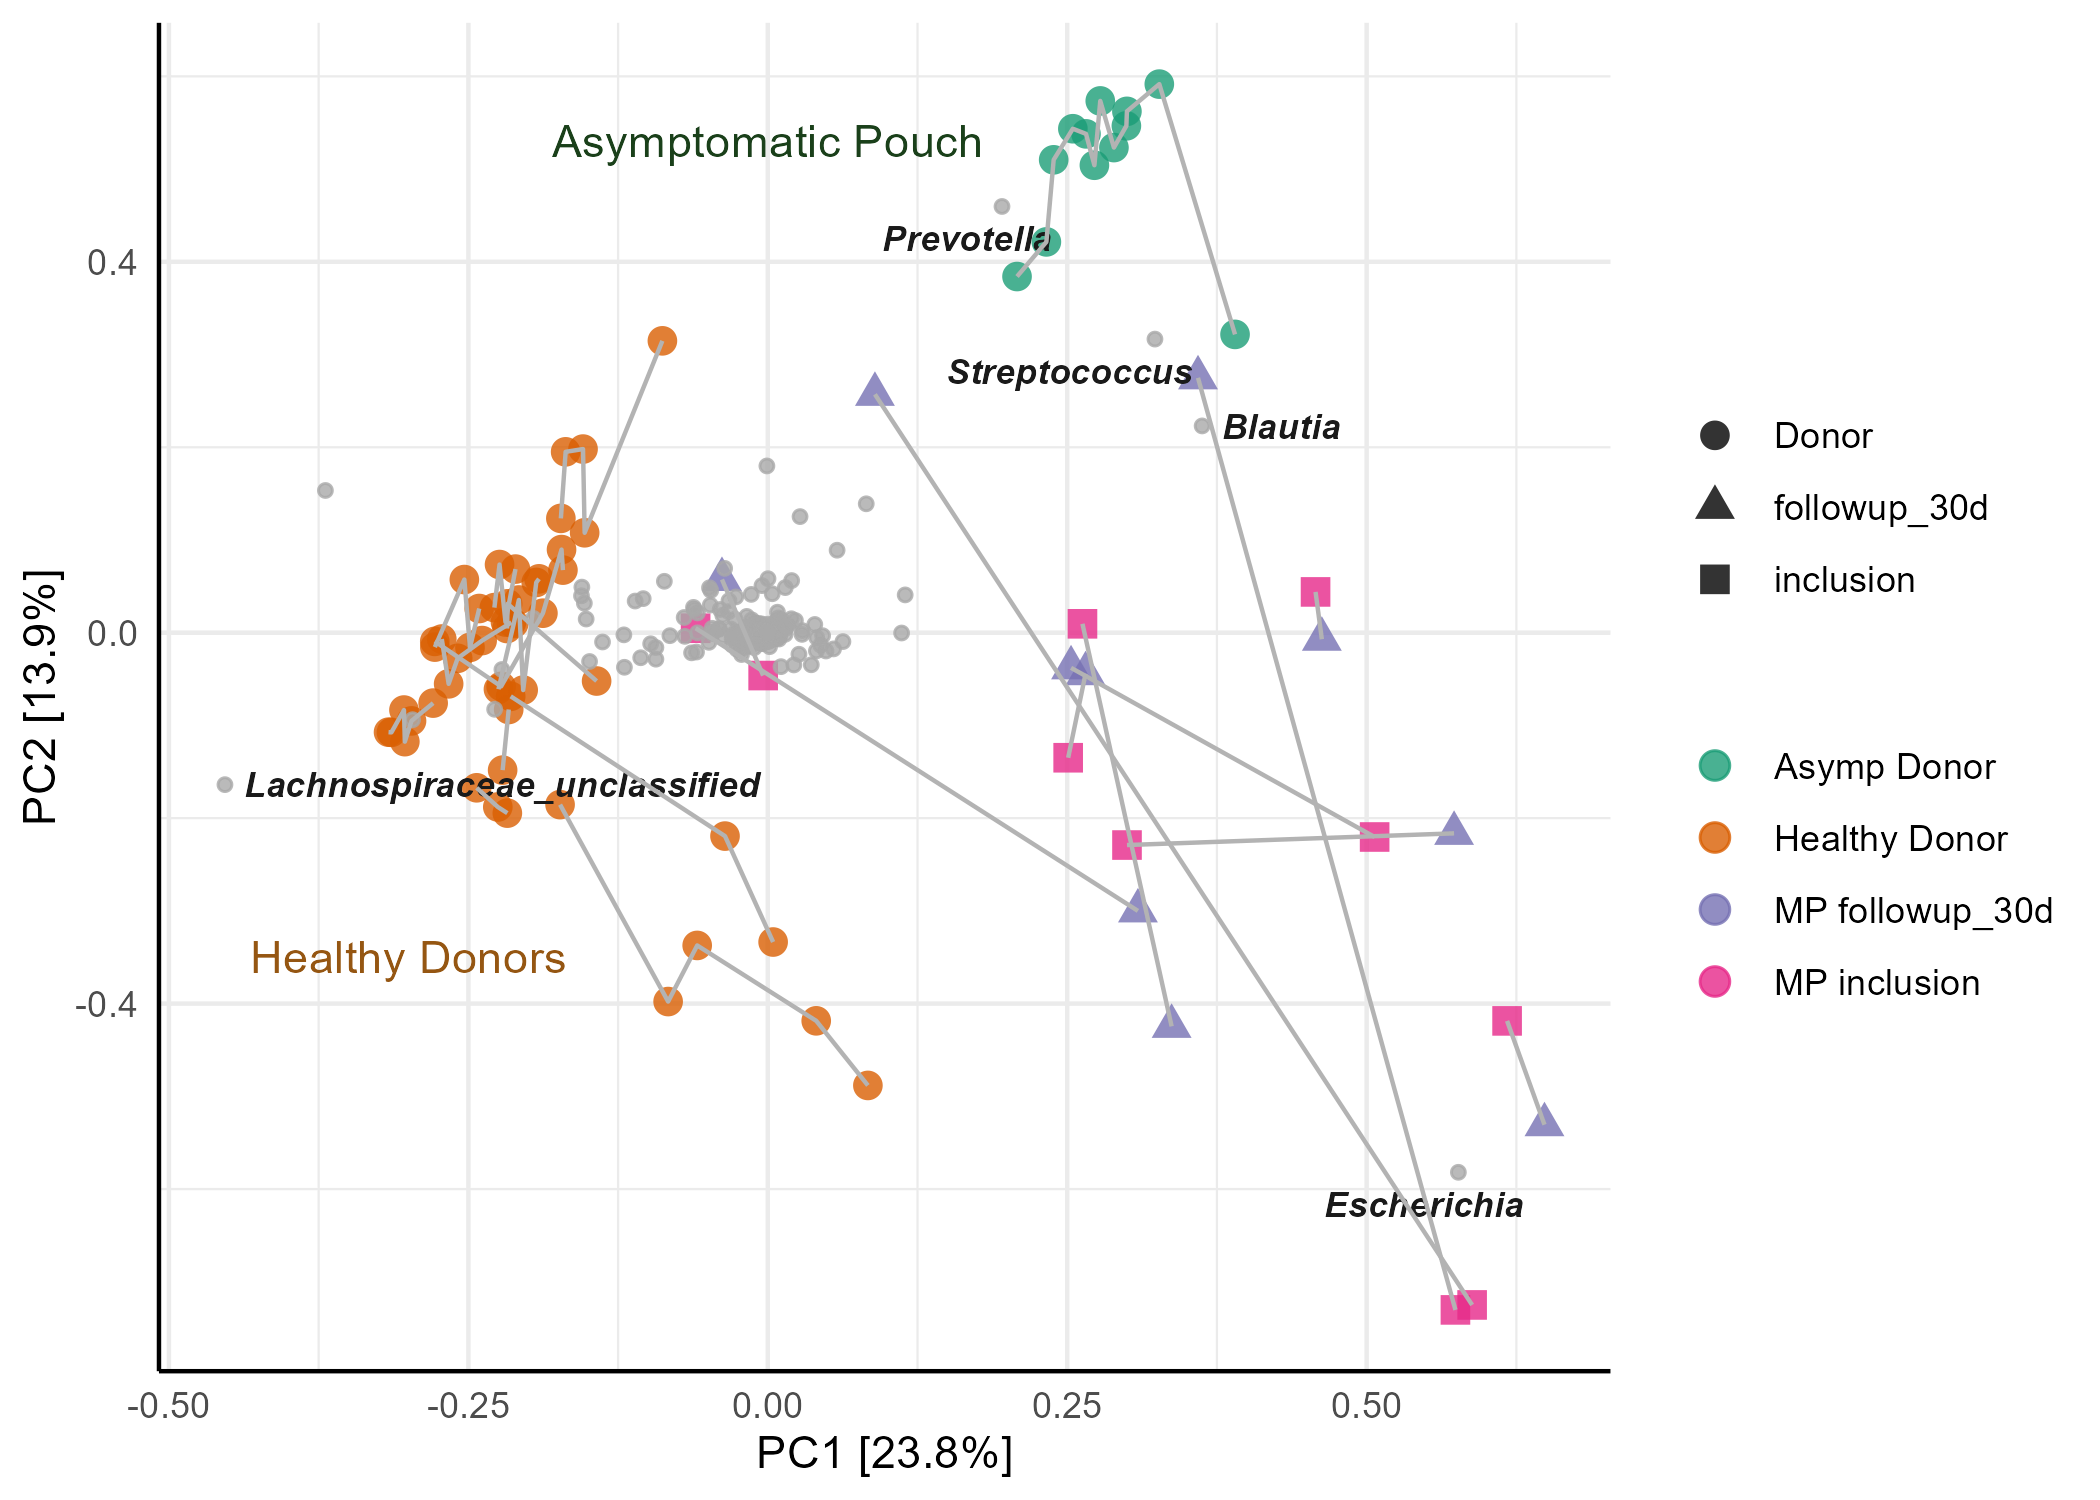 Asymptomatic Pouch
Prevotella
Streptococcus
Blautia
Lachnospiraceae_unclassified
Healthy Donors
Escherichia
0.4
0.0
-0.4
PC2 [13.9%]
-0.50
-0.25
0.00
0.25
0.50
PC1 [23.8%]
Donor
followup_30d
inclusion
Asymp Donor
Healthy Donor
MP followup_30d
MP inclusion